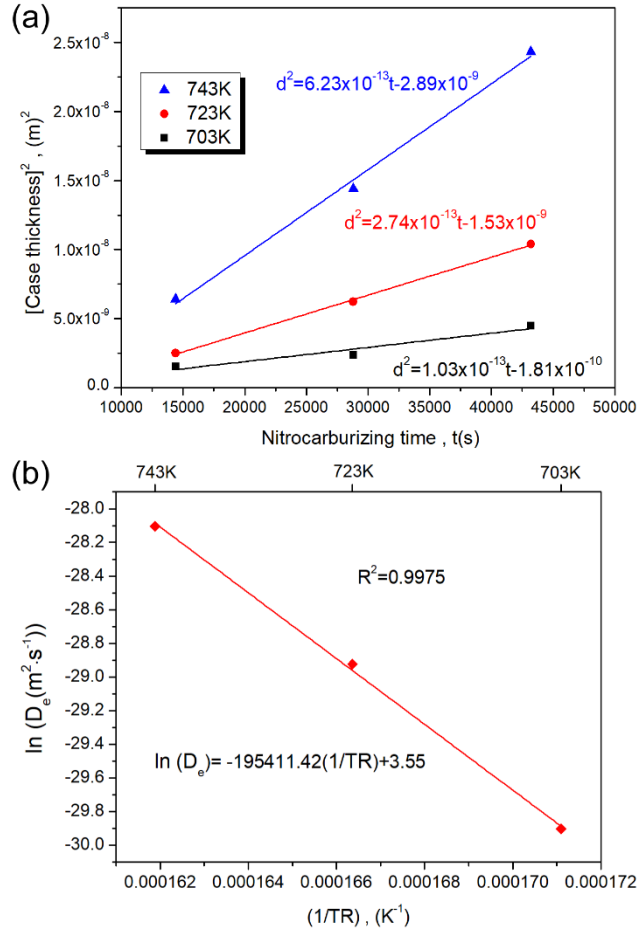 (a)
2.5x10⁻⁸
2.0x10⁻⁸
1.5x10⁻⁸
1.0x10⁻⁸
5.0x10⁻⁹
0.0
[Case thickness]² , (m)²
743K
723K
703K
d²=6.23x10⁻¹³t-2.89x10⁻⁹
d²=2.74x10⁻¹³t-1.53x10⁻⁹
d²=1.03x10⁻¹³t-1.81x10⁻¹⁰
10000 15000 20000 25000 30000 35000 40000 45000 50000
Nitrocarburizing time , t(s)
(b)
743K 723K 703K
-28.0
-28.2
-28.4
-28.6
-28.8
-29.0
-29.2
-29.4
-29.6
-29.8
-30.0
ln (Dₑ(m²·s⁻¹))
R²=0.9975
ln (Dₑ)= -195411.42(1/TR)+3.55
0.000162 0.000164 0.000166 0.000168 0.000170 0.000172
(1/TR) , (K⁻¹)